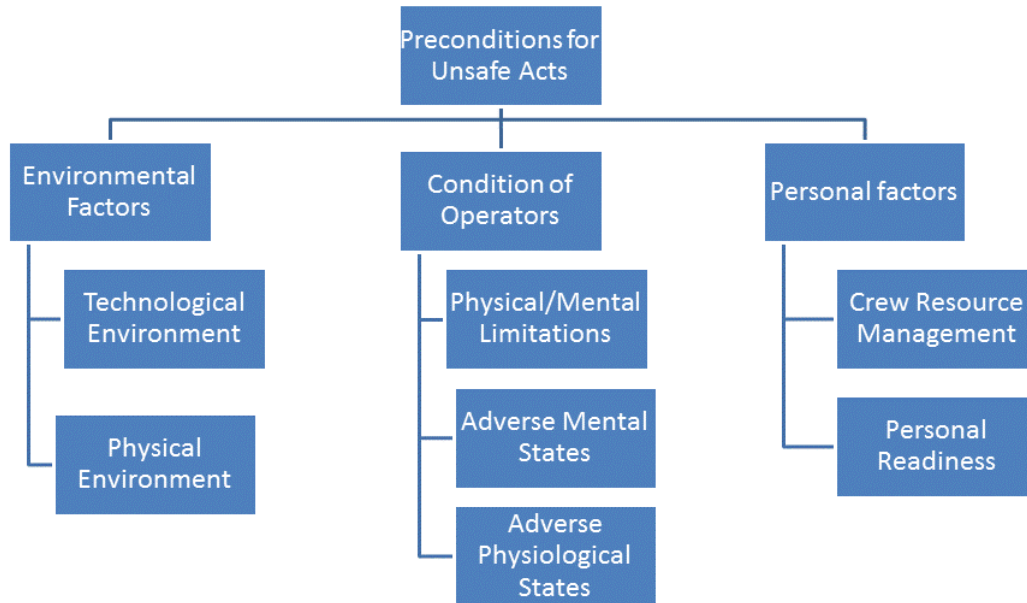 Preconditions for
Unsafe Acts
Environmental
Factors
Condition of
Operators
Personal factors
Technological
Environment
Physical
Environment
Physical/Mental
Limitations
Adverse Mental
States
Adverse
Physiological
States
Crew Resource
Management
Personal
Readiness